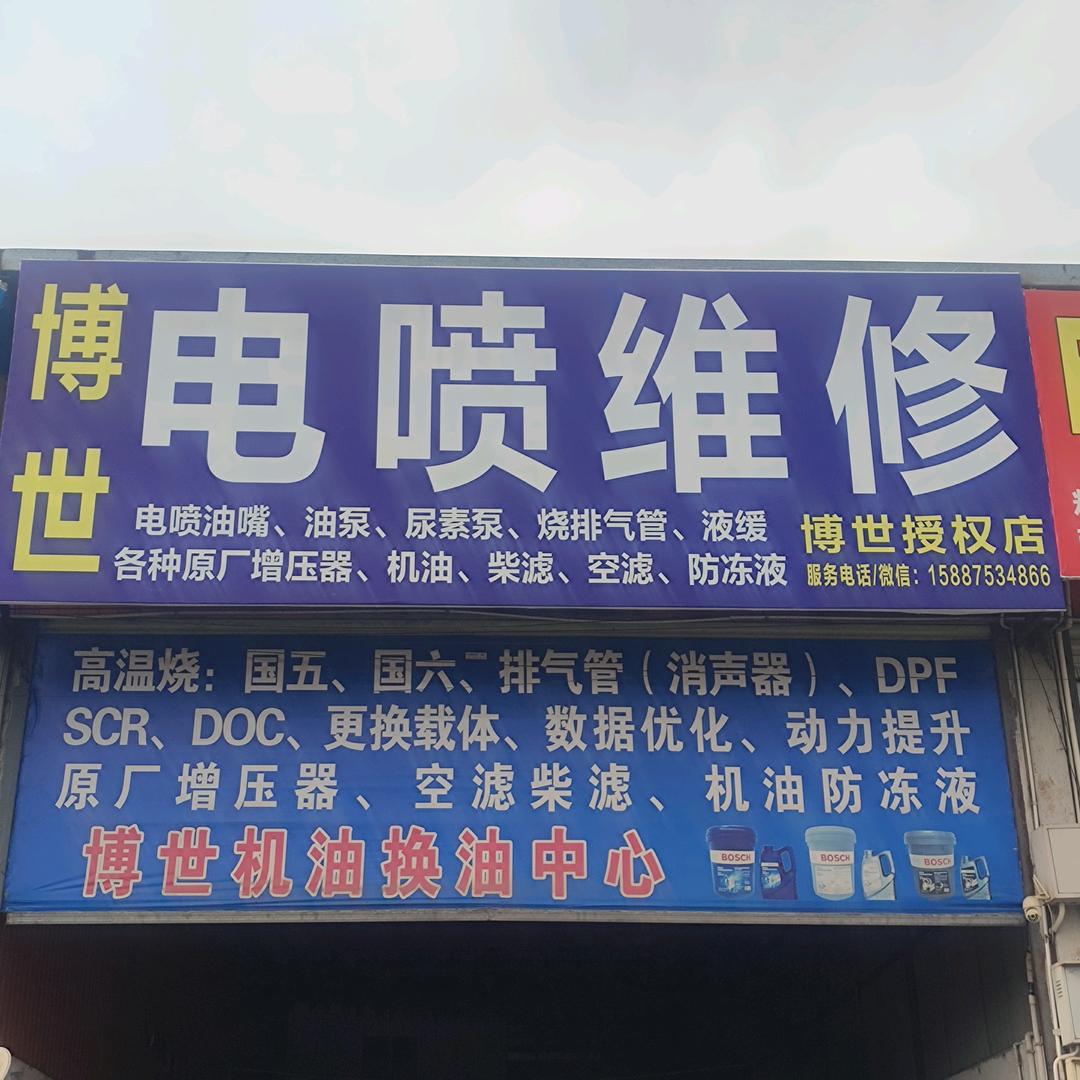 博世
电喷维修
电喷油嘴、油泵、尿素泵、烧排气管、液缓
各种原厂增压器、机油、柴滤、空滤、防冻液
博世授权店
服务电话/微信：15887534866
高温烧：国五、国六、排气管（消声器）、DPF
SCR、DOC、更换载体、数据优化、动力提升
原厂增压器、空滤柴滤、机油防冻液
博世机油换油中心
BOSCH
BOSCH
BOSCH